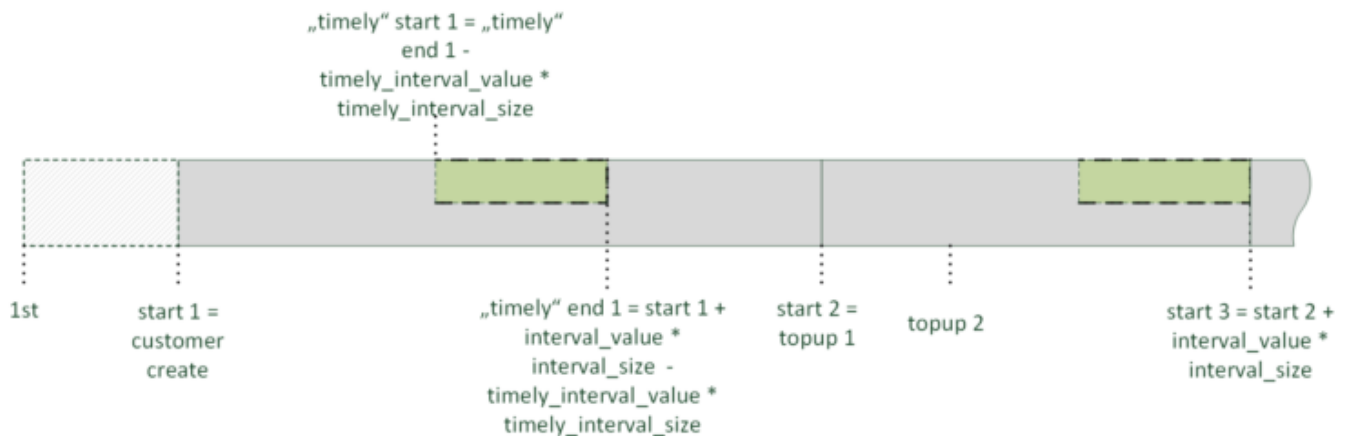 „timely“ start 1 = „timely“
end 1 -
timely_interval_value *
timely_interval_size
1st
start 1 =
customer
create
„timely“ end 1 = start 1 +
interval_value *
interval_size -
timely_interval_value *
timely_interval_size
start 2 =
topup 1
topup 2
start 3 = start 2 +
interval_value *
interval_size